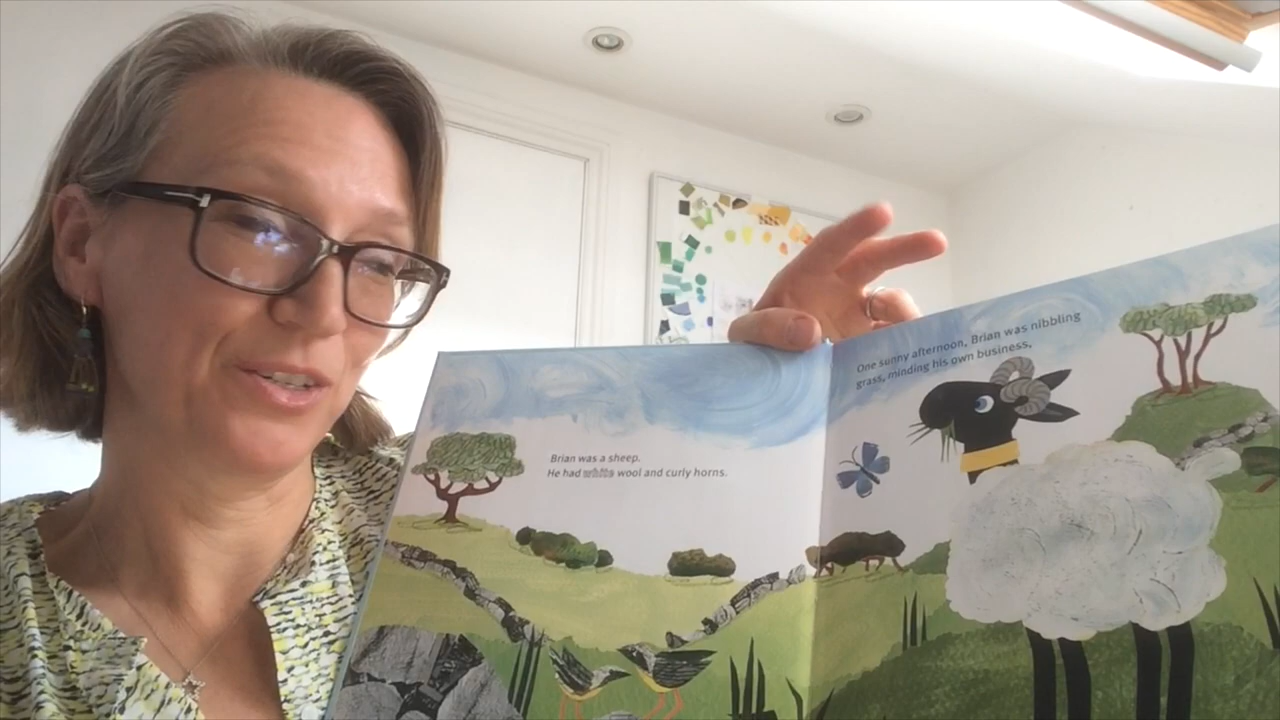 Brian was a sheep.
He had white wool and curly horns.
One sunny afternoon, Brian was nibbling
grass, minding his own business,